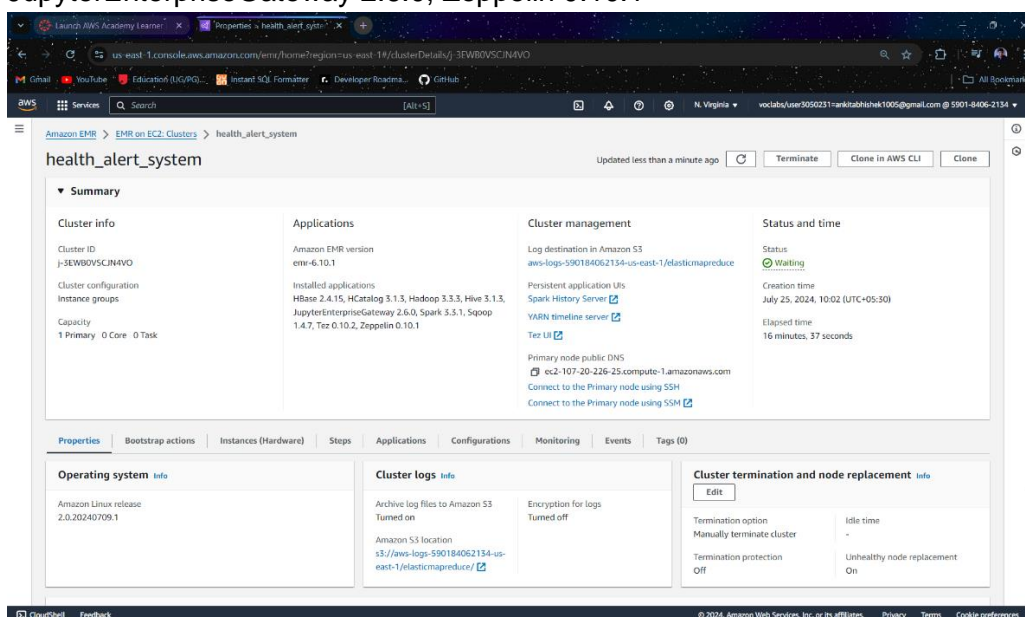 JupyterEnterpriseGateway 2.6.0, Zeppelin 0.10.1
Launch AWS Academy Learner
Properties > health_alert_syste
us-east-1.console.aws.amazon.com/emr/home?region=us-east-1#/clusterDetails/j-3EWB0VSCJN4VO
Gmail YouTube Education (UG/PG)... Instant SQL Formatter Developer Roadma... GitHub All Bookmark
aws Services Search [Alt+S] N. Virginia voclabs/user3050231=ankitabhishek1005@gmail.com @ 5901-8406-2134
Amazon EMR > EMR on EC2: Clusters > health_alert_system
health_alert_system
Updated less than a minute ago Terminate Clone in AWS CLI Clone
Summary
Cluster info
Cluster ID
j-3EWB0VSCJN4VO
Cluster configuration
Instance groups
Capacity
1 Primary 0 Core 0 Task
Applications
Amazon EMR version
emr-6.10.1
Installed applications
HBase 2.4.15, HCatalog 3.1.3, Hadoop 3.3.3, Hive 3.1.3,
JupyterEnterpriseGateway 2.6.0, Spark 3.3.1, Sqoop
1.4.7, Tez 0.10.2, Zeppelin 0.10.1
Cluster management
Log destination in Amazon S3
aws-logs-590184062134-us-east-1/elasticmapreduce
Persistent application UIs
Spark History Server
YARN timeline server
Tez UI
Primary node public DNS
ec2-107-20-226-25.compute-1.amazonaws.com
Connect to the Primary node using SSH
Connect to the Primary node using SSM
Status and time
Status
Waiting
Creation time
July 25, 2024, 10:02 (UTC+05:30)
Elapsed time
16 minutes, 37 seconds
Properties Bootstrap actions Instances (Hardware) Steps Applications Configurations Monitoring Events Tags (0)
Operating system Info
Amazon Linux release
2.0.20240709.1
Cluster logs Info
Archive log files to Amazon S3
Turned on
Amazon S3 location
s3://aws-logs-590184062134-us-
east-1/elasticmapreduce/
Encryption for logs
Turned off
Cluster termination and node replacement Info
Edit
Termination option
Manually terminate cluster
Idle time
-
Termination protection
Off
Unhealthy node replacement
On
CloudShell Feedback © 2024, Amazon Web Services, Inc. or its affiliates. Privacy Terms Cookie preferences